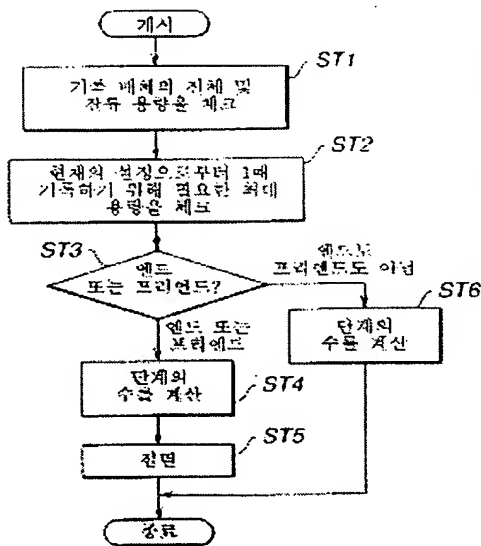 개시
ST1
기록 매체의 전체 및
잔류 용량을 체크
ST2
현재의 설정으로부터 1매
기록하기 위해 필요한 최대
용량을 체크
ST3
엔드
또는 프리엔드?
엔드도
프리엔드도 아님
엔드 또는
프리엔드
ST6
단계의
수를 계산
단계의
수를 계산
ST4
ST5
점멸
종료